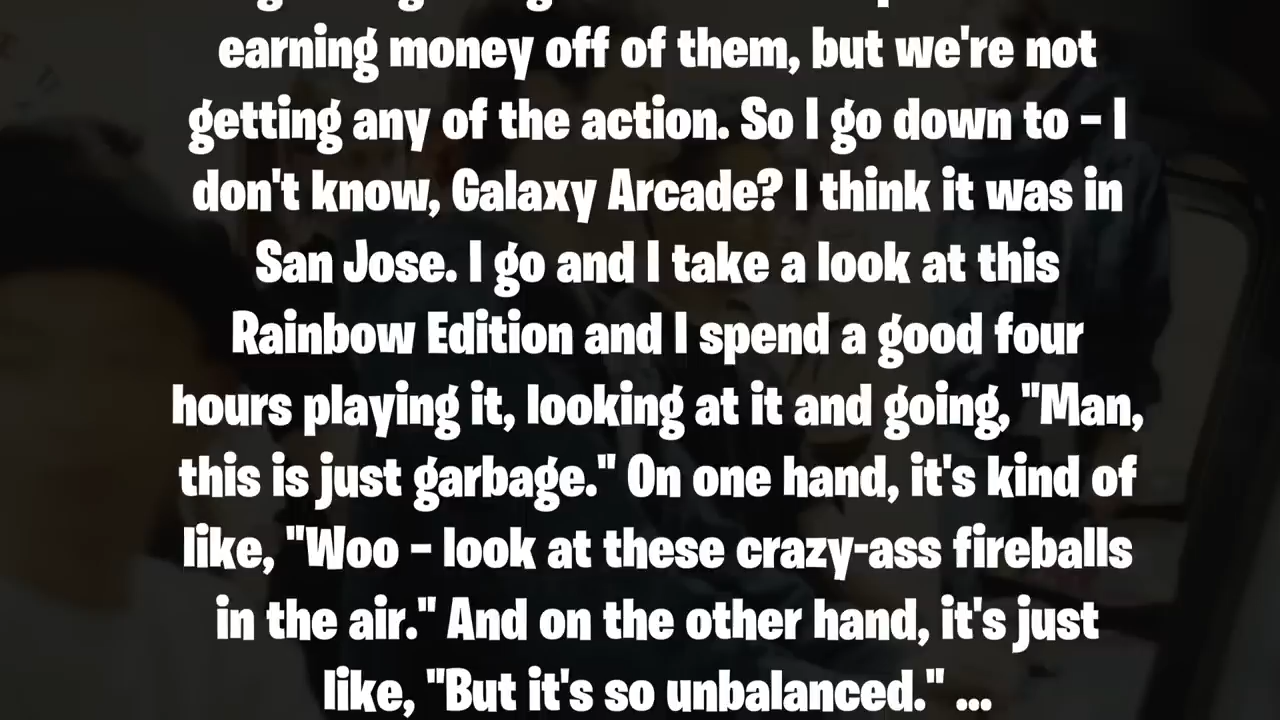 earning money off of them, but we're not
getting any of the action. So I go down to – I
don't know, Galaxy Arcade? I think it was in
San Jose. I go and I take a look at this
Rainbow Edition and I spend a good four
hours playing it, looking at it and going, "Man,
this is just garbage." On one hand, it's kind of
like, "Woo – look at these crazy-ass fireballs
in the air." And on the other hand, it's just
like, "But it's so unbalanced." ...